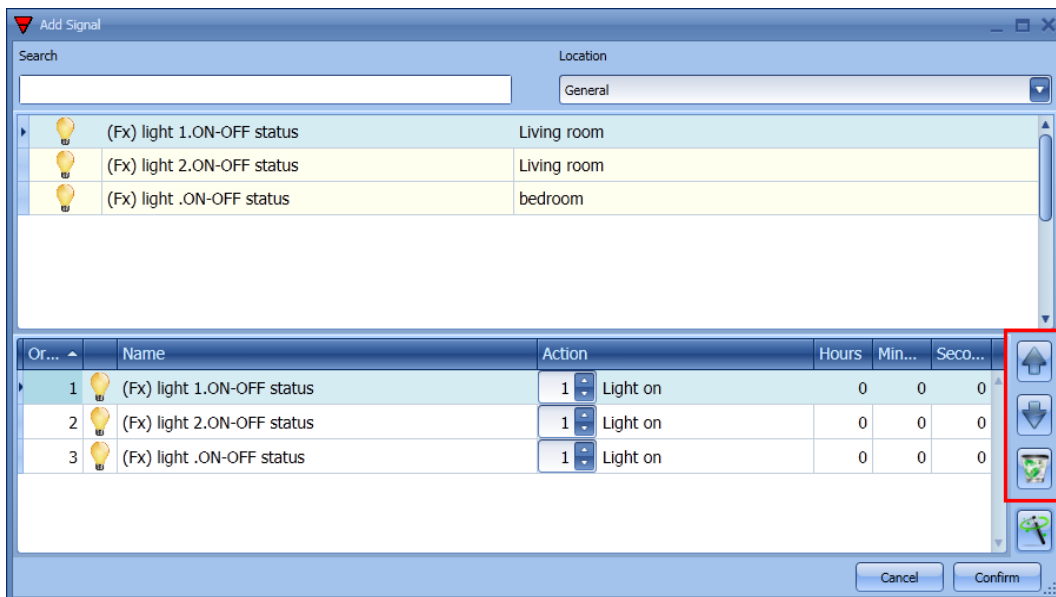 Add Signal
Search Location
General
(Fx) light 1.ON-OFF status Living room
(Fx) light 2.ON-OFF status Living room
(Fx) light .ON-OFF status bedroom
Or... Name Action Hours Min... Seco...
1 (Fx) light 1.ON-OFF status 1 Light on 0 0 0
2 (Fx) light 2.ON-OFF status 1 Light on 0 0 0
3 (Fx) light .ON-OFF status 1 Light on 0 0 0
Cancel Confirm